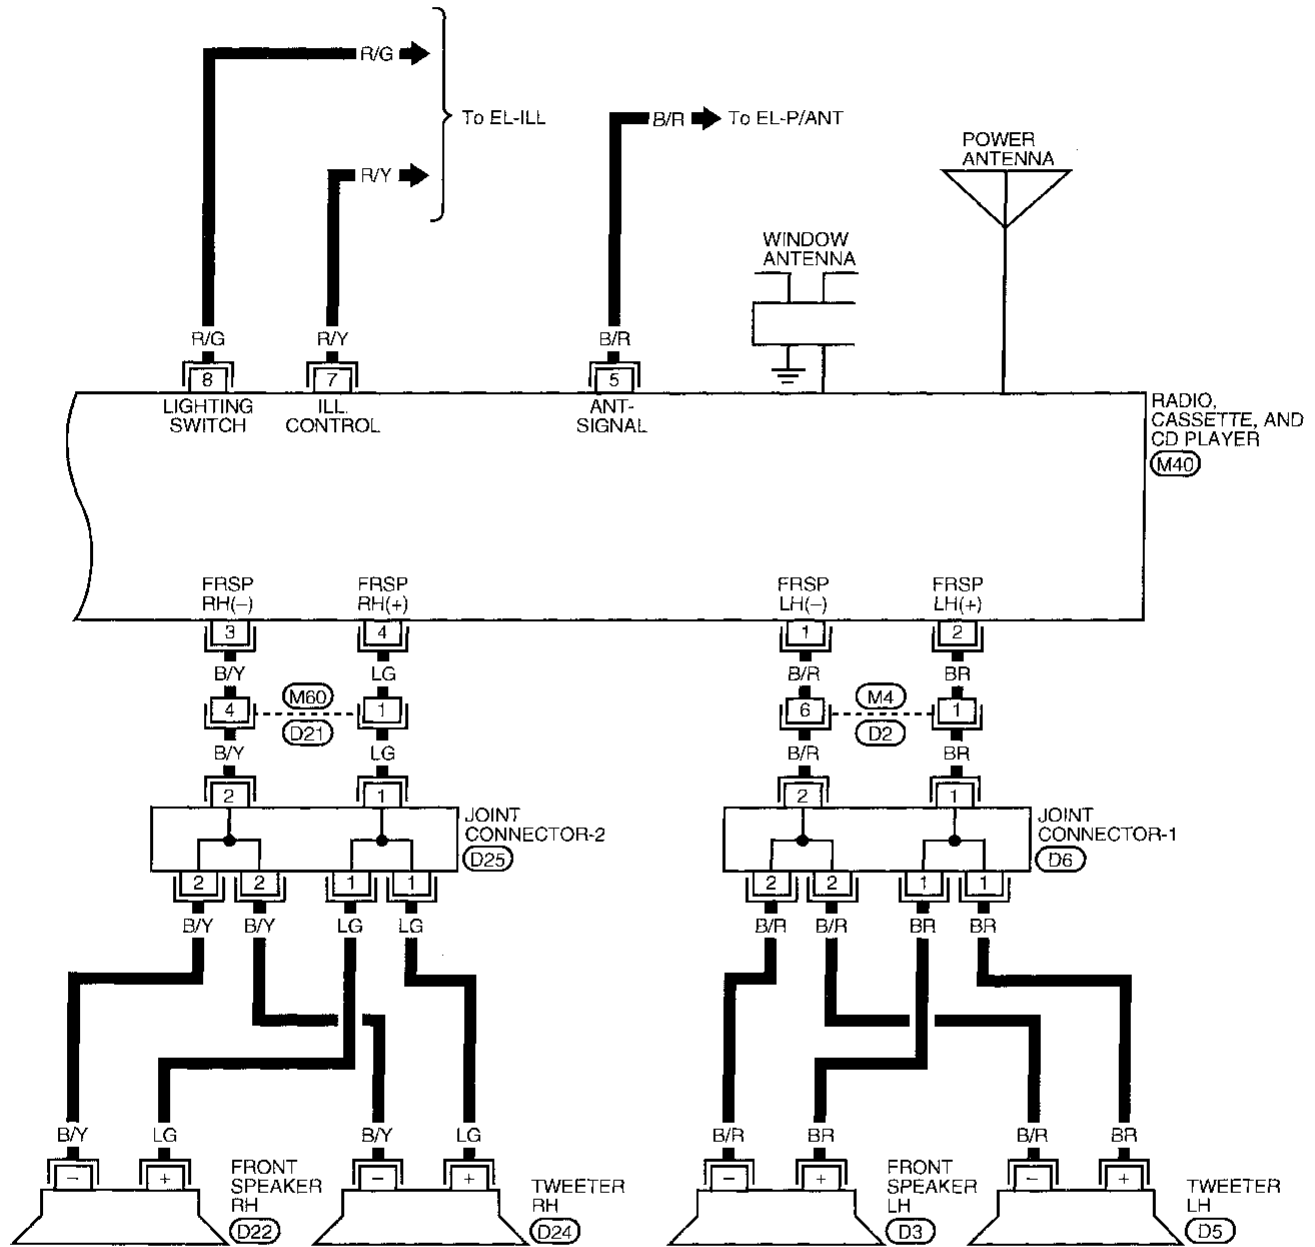 R/G
To EL-ILL
R/Y
B/R
To EL-P/ANT
POWER
ANTENNA
WINDOW
ANTENNA
R/G
R/Y
B/R
8
7
5
LIGHTING
SWITCH
ILL.
CONTROL
ANT-
SIGNAL
RADIO,
CASSETTE, AND
CD PLAYER
M40
FRSP
RH(–)
FRSP
RH(+)
FRSP
LH(–)
FRSP
LH(+)
3
4
1
2
B/Y
LG
B/R
BR
4
M60
D21
1
6
M4
D2
1
B/Y
LG
B/R
BR
2
1
2
1
JOINT
CONNECTOR-2
D25
JOINT
CONNECTOR-1
D6
2
2
1
1
2
2
1
1
B/Y
B/Y
LG
LG
B/R
B/R
BR
BR
B/Y
LG
B/Y
LG
B/R
BR
B/R
BR
–
+
–
+
–
+
–
+
FRONT
SPEAKER
RH
D22
TWEETER
RH
D24
FRONT
SPEAKER
LH
D3
TWEETER
LH
D5